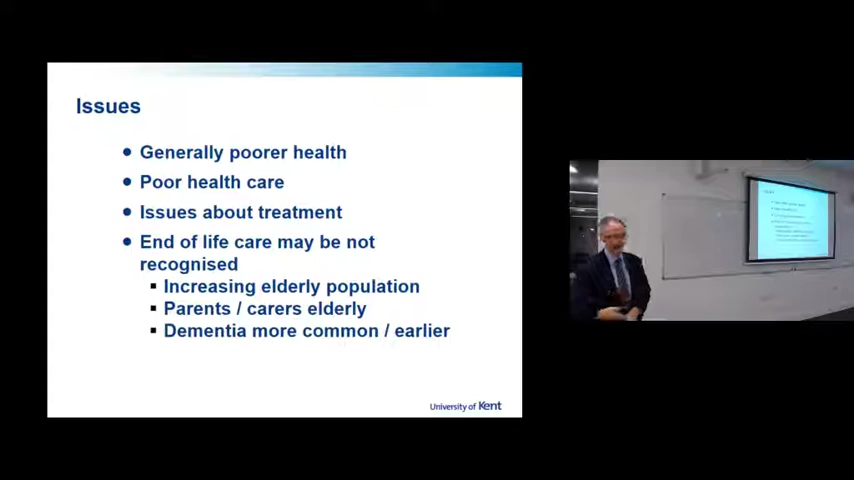 Issues
• Generally poorer health
• Poor health care
• Issues about treatment
• End of life care may be not
recognised
▪ Increasing elderly population
▪ Parents / carers elderly
▪ Dementia more common / earlier
University of Kent